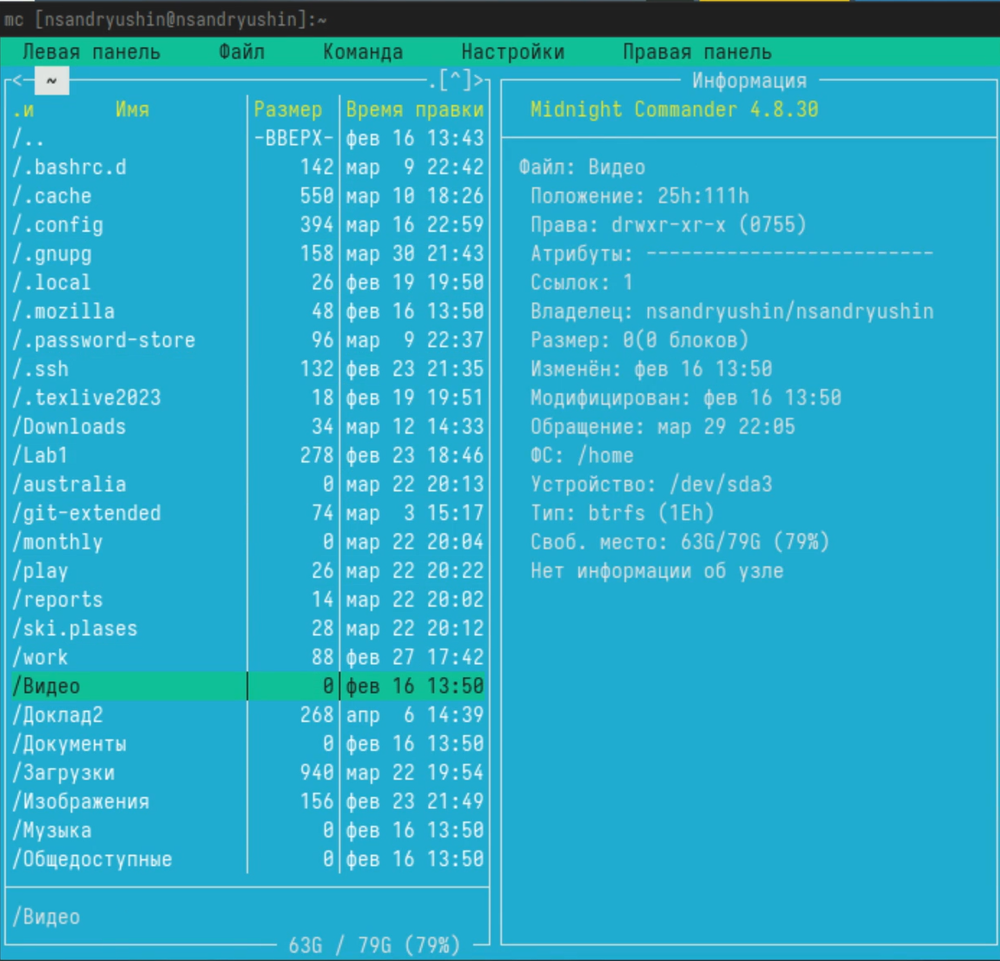 mc [nsandryushin@nsandryushin]:~
Левая панель Файл Команда Настройки Правая панель
<- ~ .[^]>
.и Имя Размер Время правки
/.. -ВВЕРХ- фев 16 13:43
/.bashrc.d 142 мар 9 22:42
/.cache 550 мар 10 18:26
/.config 394 мар 16 22:59
/.gnupg 158 мар 30 21:43
/.local 26 фев 19 19:50
/.mozilla 48 фев 16 13:50
/.password-store 96 мар 9 22:37
/.ssh 132 фев 23 21:35
/.texlive2023 18 фев 19 19:51
/Downloads 34 мар 12 14:33
/Lab1 278 фев 23 18:46
/australia 0 мар 22 20:13
/git-extended 74 мар 3 15:17
/monthly 0 мар 22 20:04
/play 26 мар 22 20:22
/reports 14 мар 22 20:02
/ski.plases 28 мар 22 20:12
/work 88 фев 27 17:42
/Видео 0 фев 16 13:50
/Доклад2 268 апр 6 14:39
/Документы 0 фев 16 13:50
/Загрузки 940 мар 22 19:54
/Изображения 156 фев 23 21:49
/Музыка 0 фев 16 13:50
/Общедоступные 0 фев 16 13:50
/Видео
63G / 79G (79%)
Информация
Midnight Commander 4.8.30
Файл: Видео
Положение: 25h:111h
Права: drwxr-xr-x (0755)
Атрибуты: -------------------------
Ссылок: 1
Владелец: nsandryushin/nsandryushin
Размер: 0(0 блоков)
Изменён: фев 16 13:50
Модифицирован: фев 16 13:50
Обращение: мар 29 22:05
ФС: /home
Устройство: /dev/sda3
Тип: btrfs (1Eh)
Своб. место: 63G/79G (79%)
Нет информации об узле